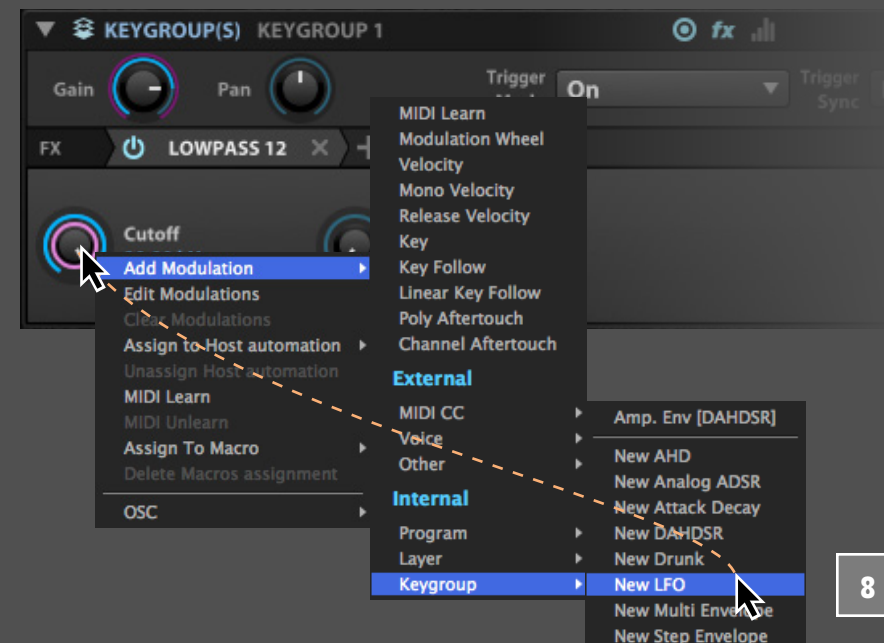 KEYGROUP(S) KEYGROUP 1 fx
Gain Pan Trigger On Trigger Sync
FX LOWPASS 12
Cutoff
Add Modulation
Edit Modulations
Clear Modulations
Assign to Host automation
Unassign Host automation
MIDI Learn
MIDI Unlearn
Assign To Macro
Delete Macros assignment
OSC
MIDI Learn
Modulation Wheel
Velocity
Mono Velocity
Release Velocity
Key
Key Follow
Linear Key Follow
Poly Aftertouch
Channel Aftertouch
External
MIDI CC
Voice
Other
Internal
Program
Layer
Keygroup
Amp. Env [DAHDSR]
New AHD
New Analog ADSR
New Attack Decay
New DAHDSR
New Drunk
New LFO
New Multi Envelope
New Step Envelope
8